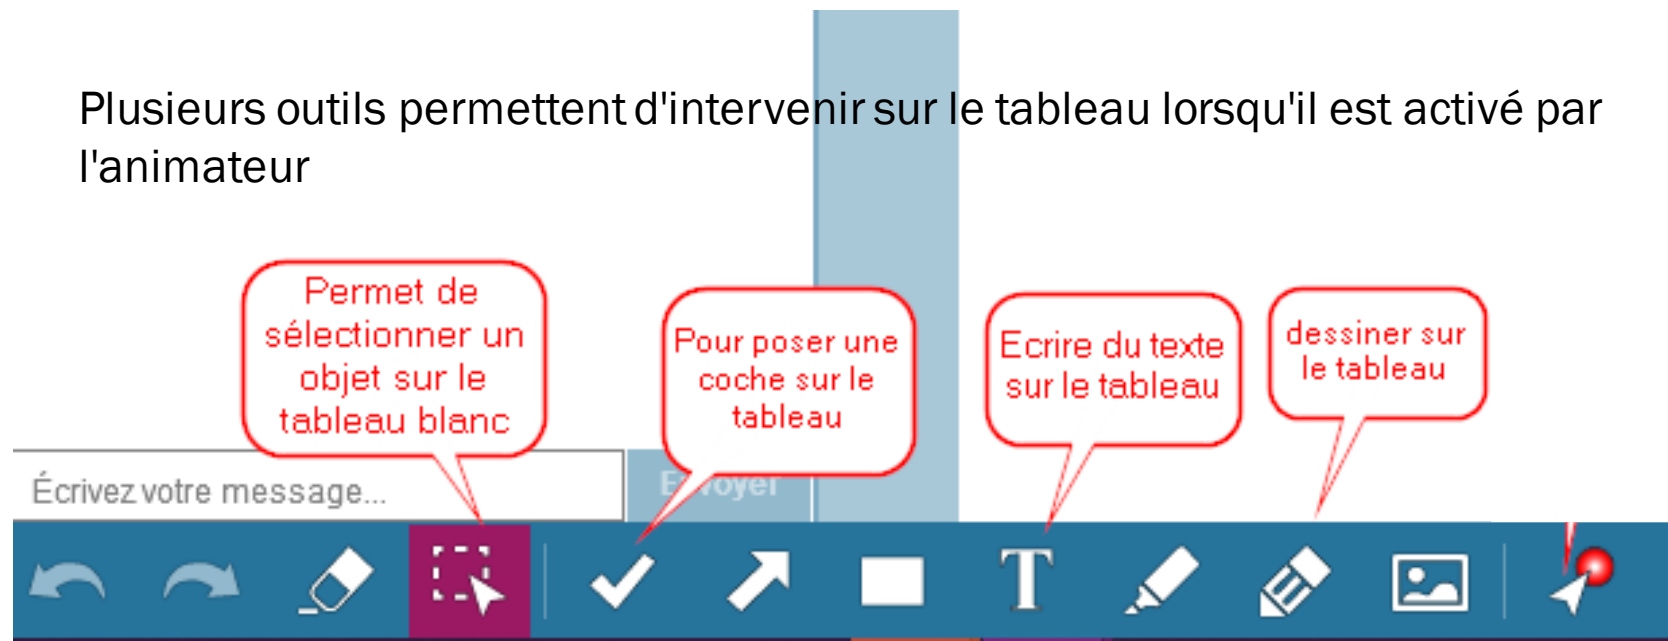 Plusieurs outils permettent d'intervenir sur le tableau lorsqu'il est activé par
l'animateur
Permet de
sélectionner un
objet sur le
tableau blanc
Pour poser une
coche sur le
tableau
Ecrire du texte
sur le tableau
dessiner sur
le tableau
Écrivez votre message...
Envoyer
T